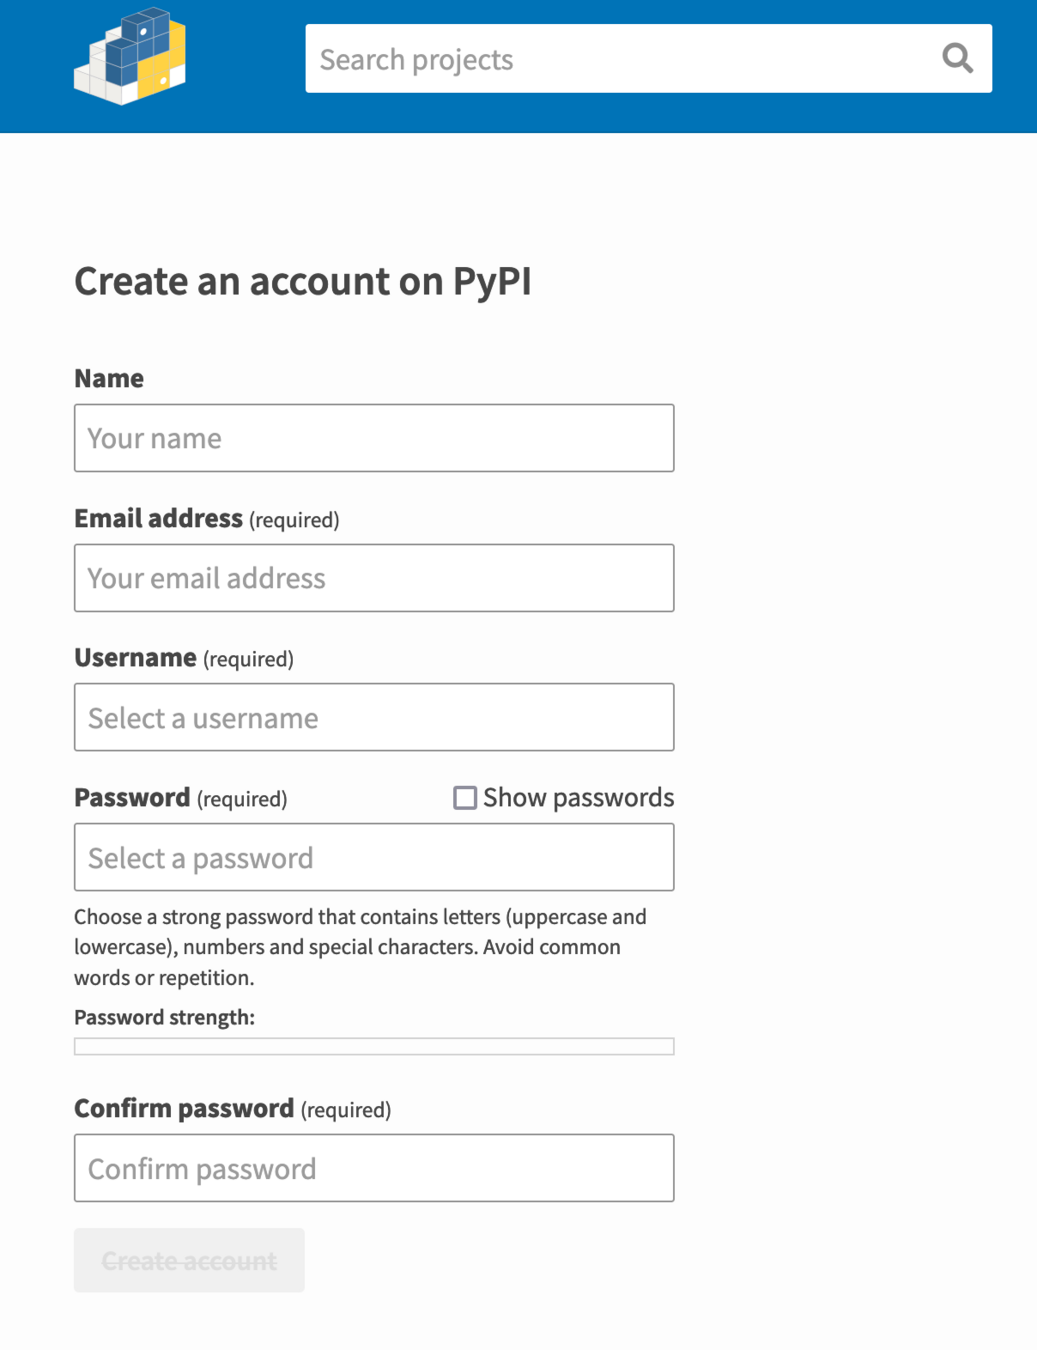 Search projects
Create an account on PyPI
Name
Your name
Email address (required)
Your email address
Username (required)
Select a username
Password (required) Show passwords
Select a password
Choose a strong password that contains letters (uppercase and
lowercase), numbers and special characters. Avoid common
words or repetition.
Password strength:
Confirm password (required)
Confirm password
Create account